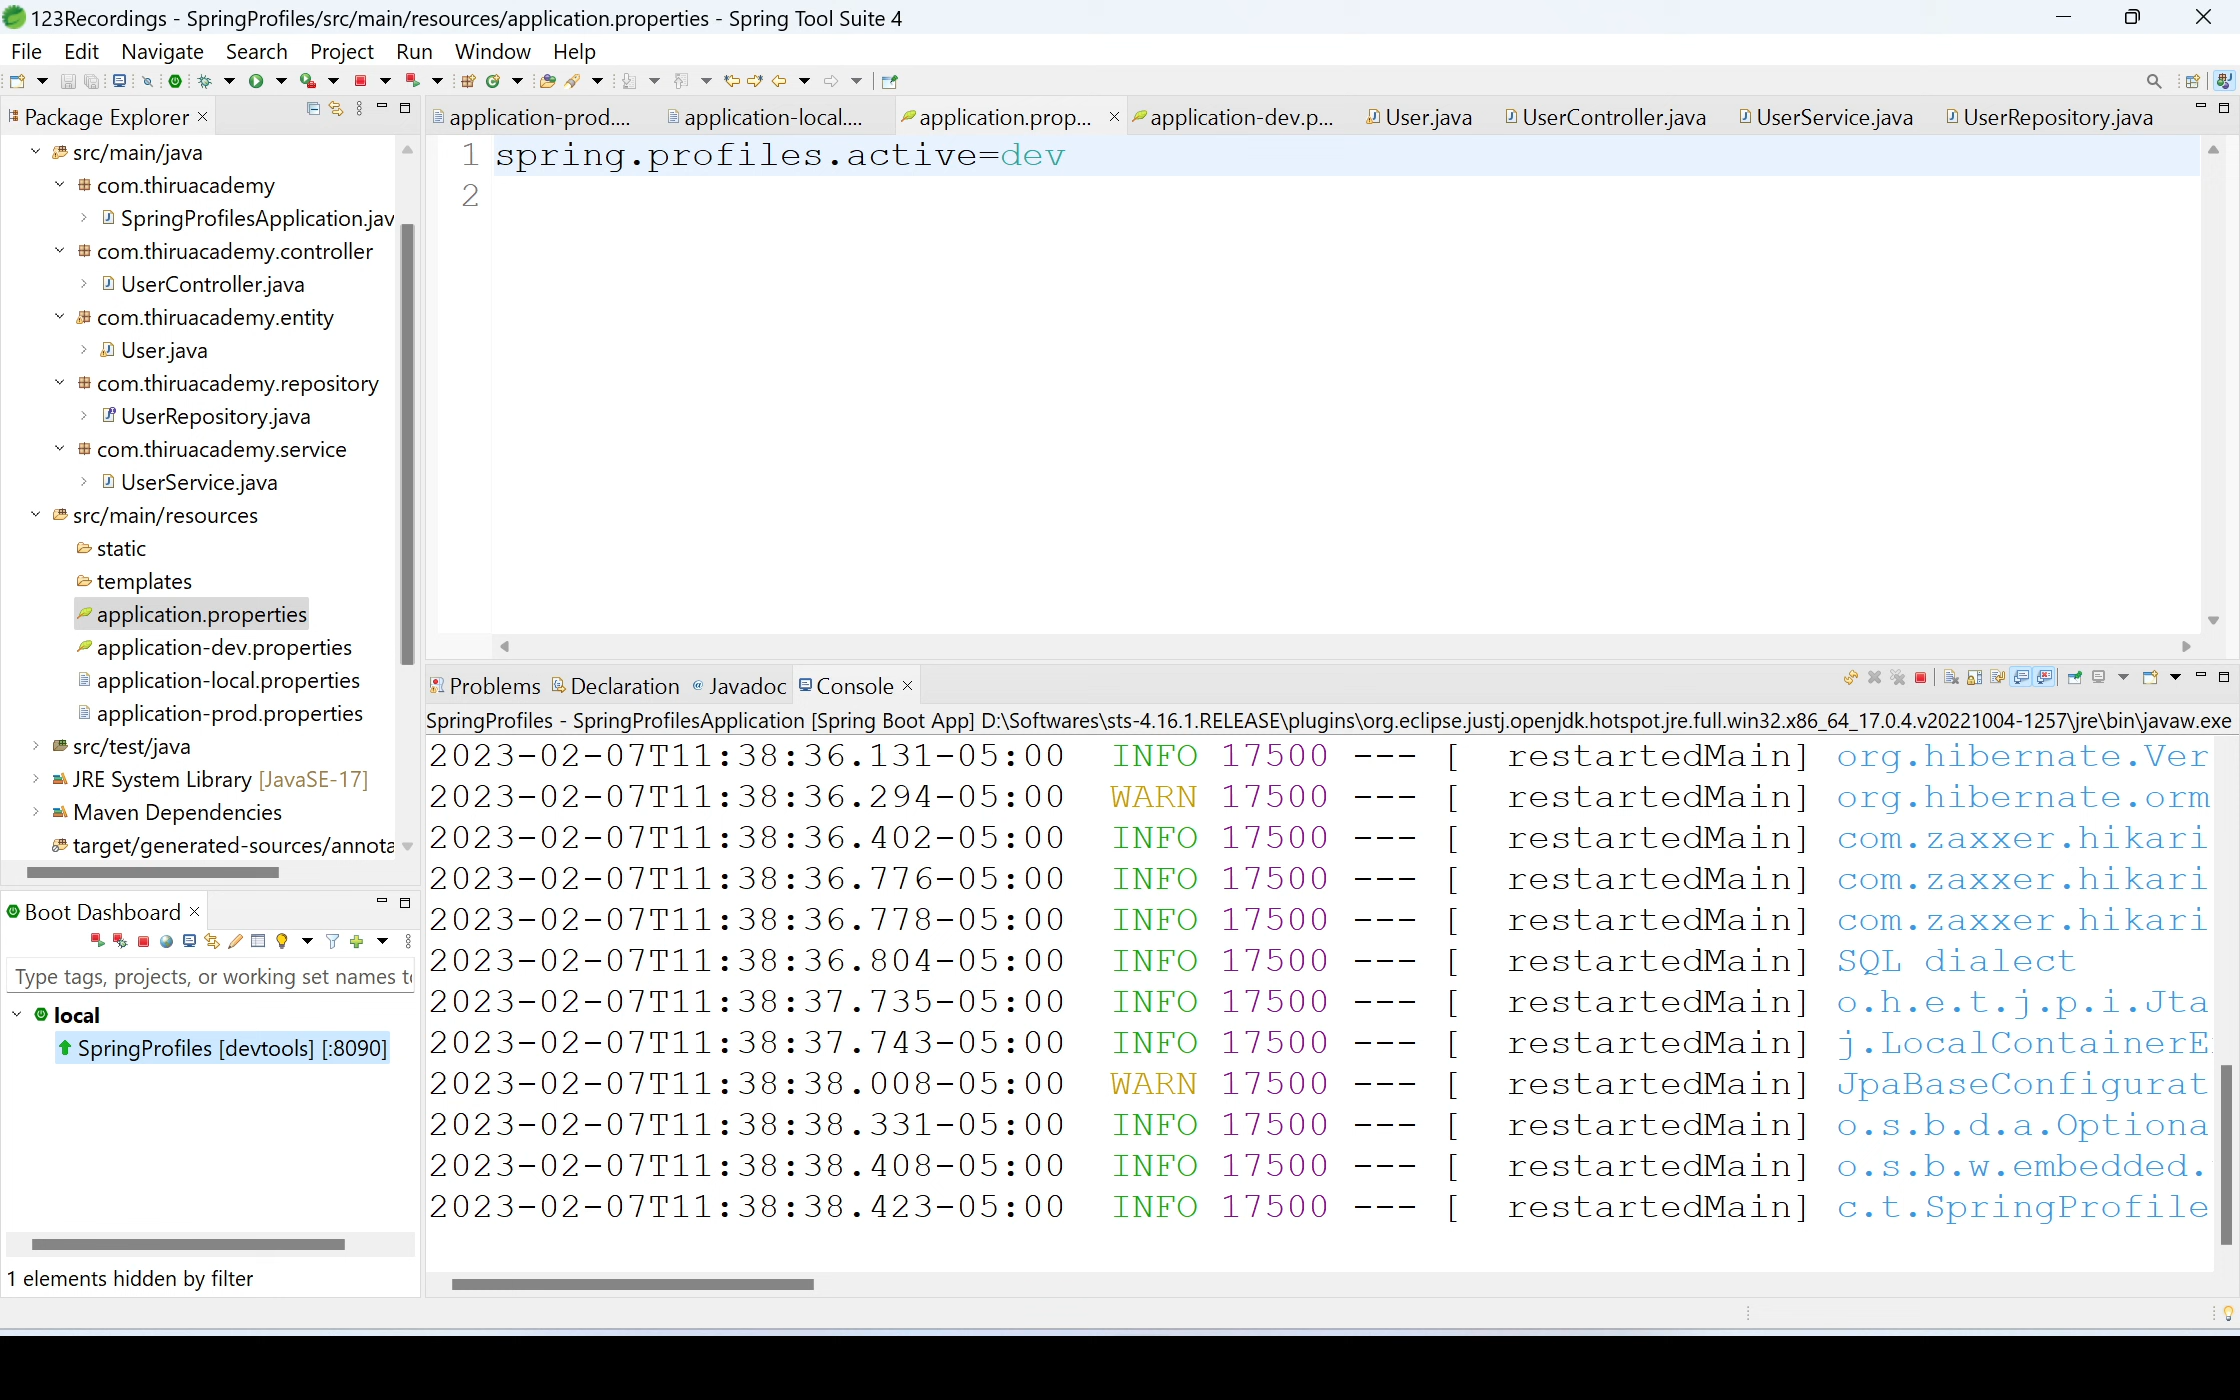 123Recordings - SpringProfiles/src/main/resources/application.properties - Spring Tool Suite 4
File Edit Navigate Search Project Run Window Help
Package Explorer
src/main/java
com.thiruacademy
SpringProfilesApplication.jav
com.thiruacademy.controller
UserController.java
com.thiruacademy.entity
User.java
com.thiruacademy.repository
UserRepository.java
com.thiruacademy.service
UserService.java
src/main/resources
static
templates
application.properties
application-dev.properties
application-local.properties
application-prod.properties
src/test/java
JRE System Library [JavaSE-17]
Maven Dependencies
target/generated-sources/annota
Boot Dashboard
Type tags, projects, or working set names t
local
SpringProfiles [devtools] [:8090]
1 elements hidden by filter
application-prod.... application-local.... application.prop... application-dev.p... User.java UserController.java UserService.java UserRepository.java
1 spring.profiles.active=dev
2
Problems Declaration Javadoc Console
SpringProfiles - SpringProfilesApplication [Spring Boot App] D:\Softwares\sts-4.16.1.RELEASE\plugins\org.eclipse.justj.openjdk.hotspot.jre.full.win32.x86_64_17.0.4.v20221004-1257\jre\bin\javaw.exe
2023-02-07T11:38:36.131-05:00 INFO 17500 --- [ restartedMain] org.hibernate.Ver
2023-02-07T11:38:36.294-05:00 WARN 17500 --- [ restartedMain] org.hibernate.orm
2023-02-07T11:38:36.402-05:00 INFO 17500 --- [ restartedMain] com.zaxxer.hikari
2023-02-07T11:38:36.776-05:00 INFO 17500 --- [ restartedMain] com.zaxxer.hikari
2023-02-07T11:38:36.778-05:00 INFO 17500 --- [ restartedMain] com.zaxxer.hikari
2023-02-07T11:38:36.804-05:00 INFO 17500 --- [ restartedMain] SQL dialect
2023-02-07T11:38:37.735-05:00 INFO 17500 --- [ restartedMain] o.h.e.t.j.p.i.Jta
2023-02-07T11:38:37.743-05:00 INFO 17500 --- [ restartedMain] j.LocalContainerE
2023-02-07T11:38:38.008-05:00 WARN 17500 --- [ restartedMain] JpaBaseConfigurat
2023-02-07T11:38:38.331-05:00 INFO 17500 --- [ restartedMain] o.s.b.d.a.Optiona
2023-02-07T11:38:38.408-05:00 INFO 17500 --- [ restartedMain] o.s.b.w.embedded.
2023-02-07T11:38:38.423-05:00 INFO 17500 --- [ restartedMain] c.t.SpringProfile